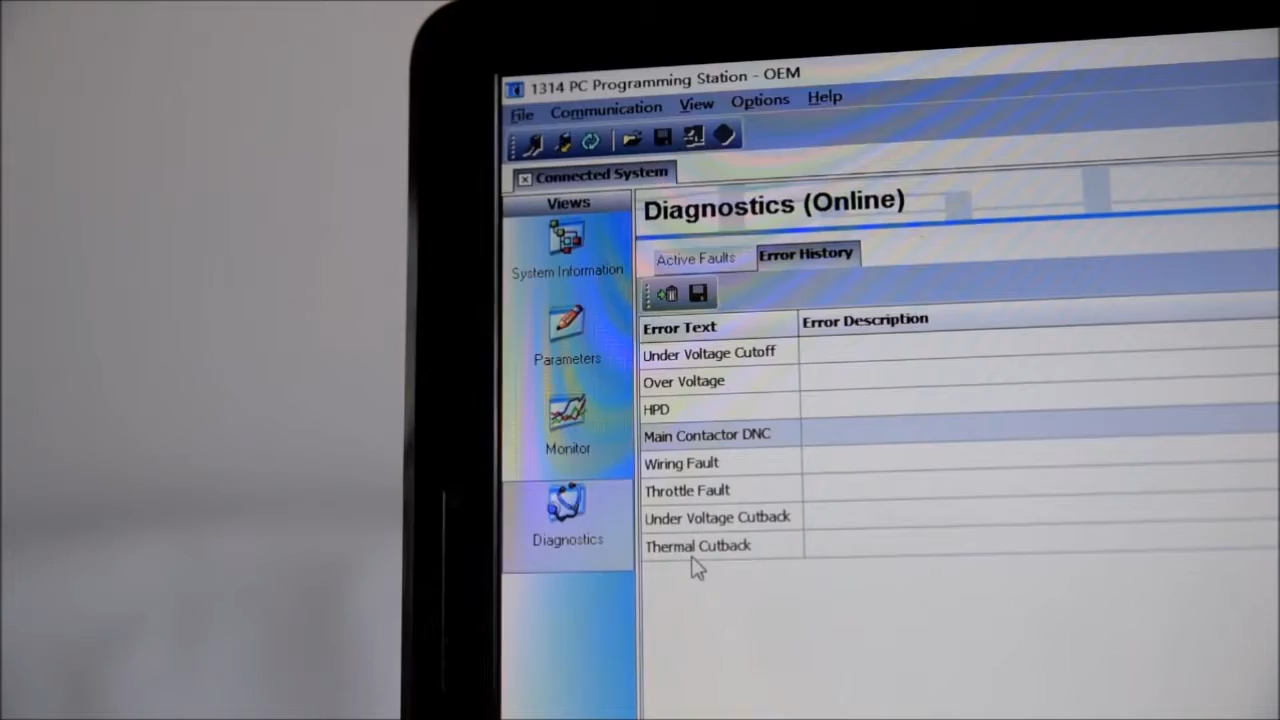 1314 PC Programming Station - OEM
File Communication View Options Help
Connected System
Views
System Information
Parameters
Monitor
Diagnostics
Diagnostics (Online)
Active Faults Error History
Error Text Error Description
Under Voltage Cutoff
Over Voltage
HPD
Main Contactor DNC
Wiring Fault
Throttle Fault
Under Voltage Cutback
Thermal Cutback